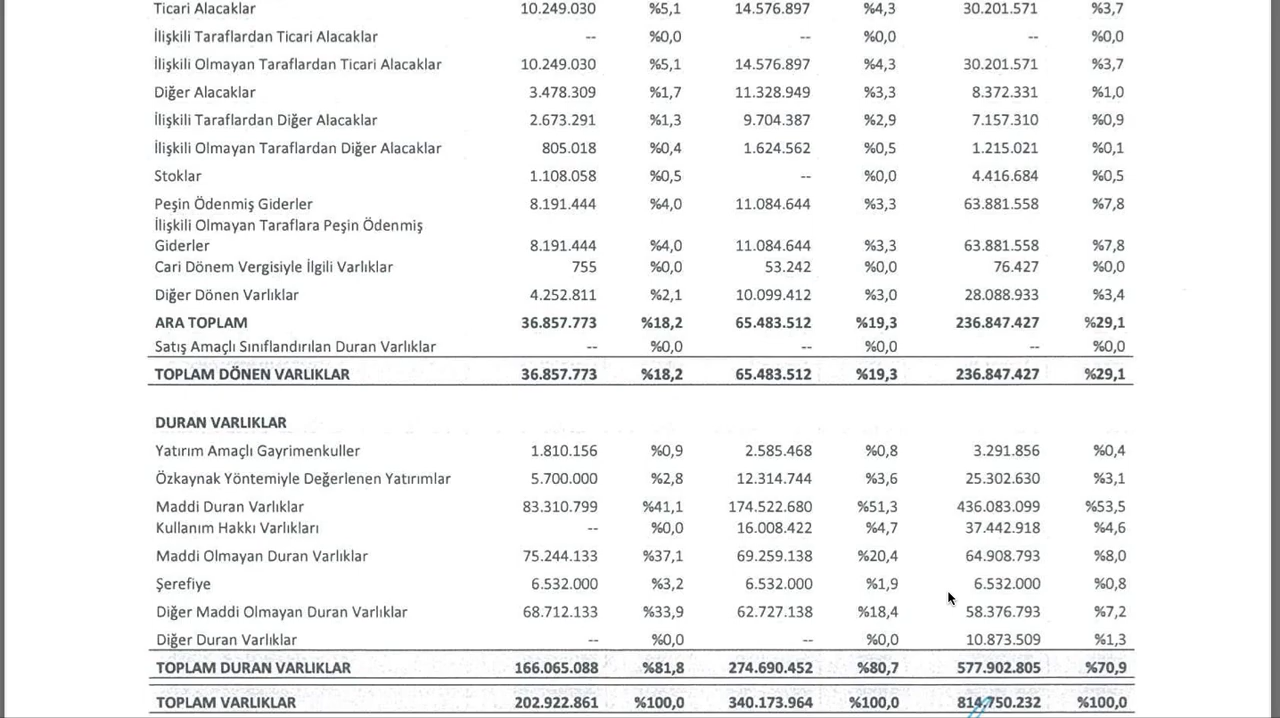 Ticari Alacaklar 10.249.030 %5,1 14.576.897 %4,3 30.201.571 %3,7
İlişkili Taraflardan Ticari Alacaklar -- %0,0 -- %0,0 -- %0,0
İlişkili Olmayan Taraflardan Ticari Alacaklar 10.249.030 %5,1 14.576.897 %4,3 30.201.571 %3,7
Diğer Alacaklar 3.478.309 %1,7 11.328.949 %3,3 8.372.331 %1,0
İlişkili Taraflardan Diğer Alacaklar 2.673.291 %1,3 9.704.387 %2,9 7.157.310 %0,9
İlişkili Olmayan Taraflardan Diğer Alacaklar 805.018 %0,4 1.624.562 %0,5 1.215.021 %0,1
Stoklar 1.108.058 %0,5 -- %0,0 4.416.684 %0,5
Peşin Ödenmiş Giderler 8.191.444 %4,0 11.084.644 %3,3 63.881.558 %7,8
İlişkili Olmayan Taraflara Peşin Ödenmiş
Giderler 8.191.444 %4,0 11.084.644 %3,3 63.881.558 %7,8
Cari Dönem Vergisiyle İlgili Varlıklar 755 %0,0 53.242 %0,0 76.427 %0,0
Diğer Dönen Varlıklar 4.252.811 %2,1 10.099.412 %3,0 28.088.933 %3,4
ARA TOPLAM 36.857.773 %18,2 65.483.512 %19,3 236.847.427 %29,1
Satış Amaçlı Sınıflandırılan Duran Varlıklar -- %0,0 -- %0,0 -- %0,0
TOPLAM DÖNEN VARLIKLAR 36.857.773 %18,2 65.483.512 %19,3 236.847.427 %29,1
DURAN VARLIKLAR
Yatırım Amaçlı Gayrimenkuller 1.810.156 %0,9 2.585.468 %0,8 3.291.856 %0,4
Özkaynak Yöntemiyle Değerlenen Yatırımlar 5.700.000 %2,8 12.314.744 %3,6 25.302.630 %3,1
Maddi Duran Varlıklar 83.310.799 %41,1 174.522.680 %51,3 436.083.099 %53,5
Kullanım Hakkı Varlıkları -- %0,0 16.008.422 %4,7 37.442.918 %4,6
Maddi Olmayan Duran Varlıklar 75.244.133 %37,1 69.259.138 %20,4 64.908.793 %8,0
Şerefiye 6.532.000 %3,2 6.532.000 %1,9 6.532.000 %0,8
Diğer Maddi Olmayan Duran Varlıklar 68.712.133 %33,9 62.727.138 %18,4 58.376.793 %7,2
Diğer Duran Varlıklar -- %0,0 -- %0,0 10.873.509 %1,3
TOPLAM DURAN VARLIKLAR 166.065.088 %81,8 274.690.452 %80,7 577.902.805 %70,9
TOPLAM VARLIKLAR 202.922.861 %100,0 340.173.964 %100,0 814.750.232 %100,0